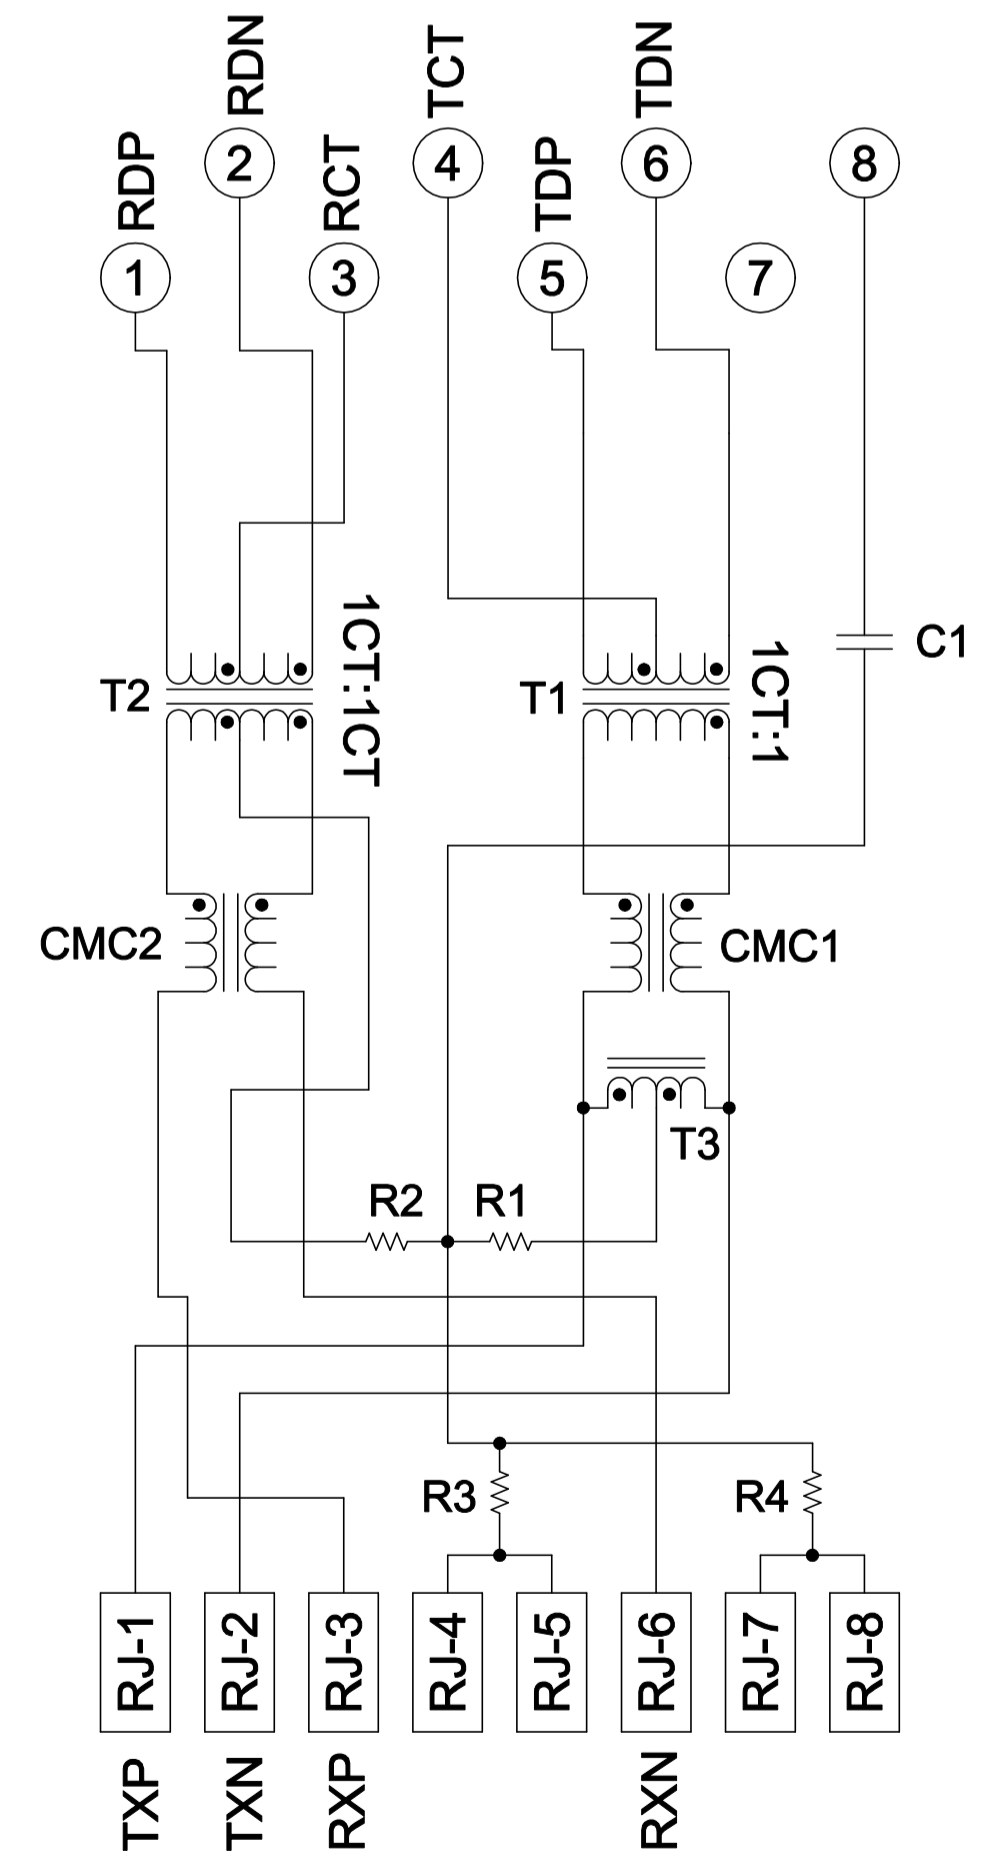 RDP
RDN
RCT
TCT
TDP
TDN
1
2
3
4
5
6
7
8
T2
1CT:1CT
T1
1CT:1
C1
CMC2
CMC1
T3
R2
R1
R3
R4
RJ-1
RJ-2
RJ-3
RJ-4
RJ-5
RJ-6
RJ-7
RJ-8
TXP
TXN
RXP
RXN